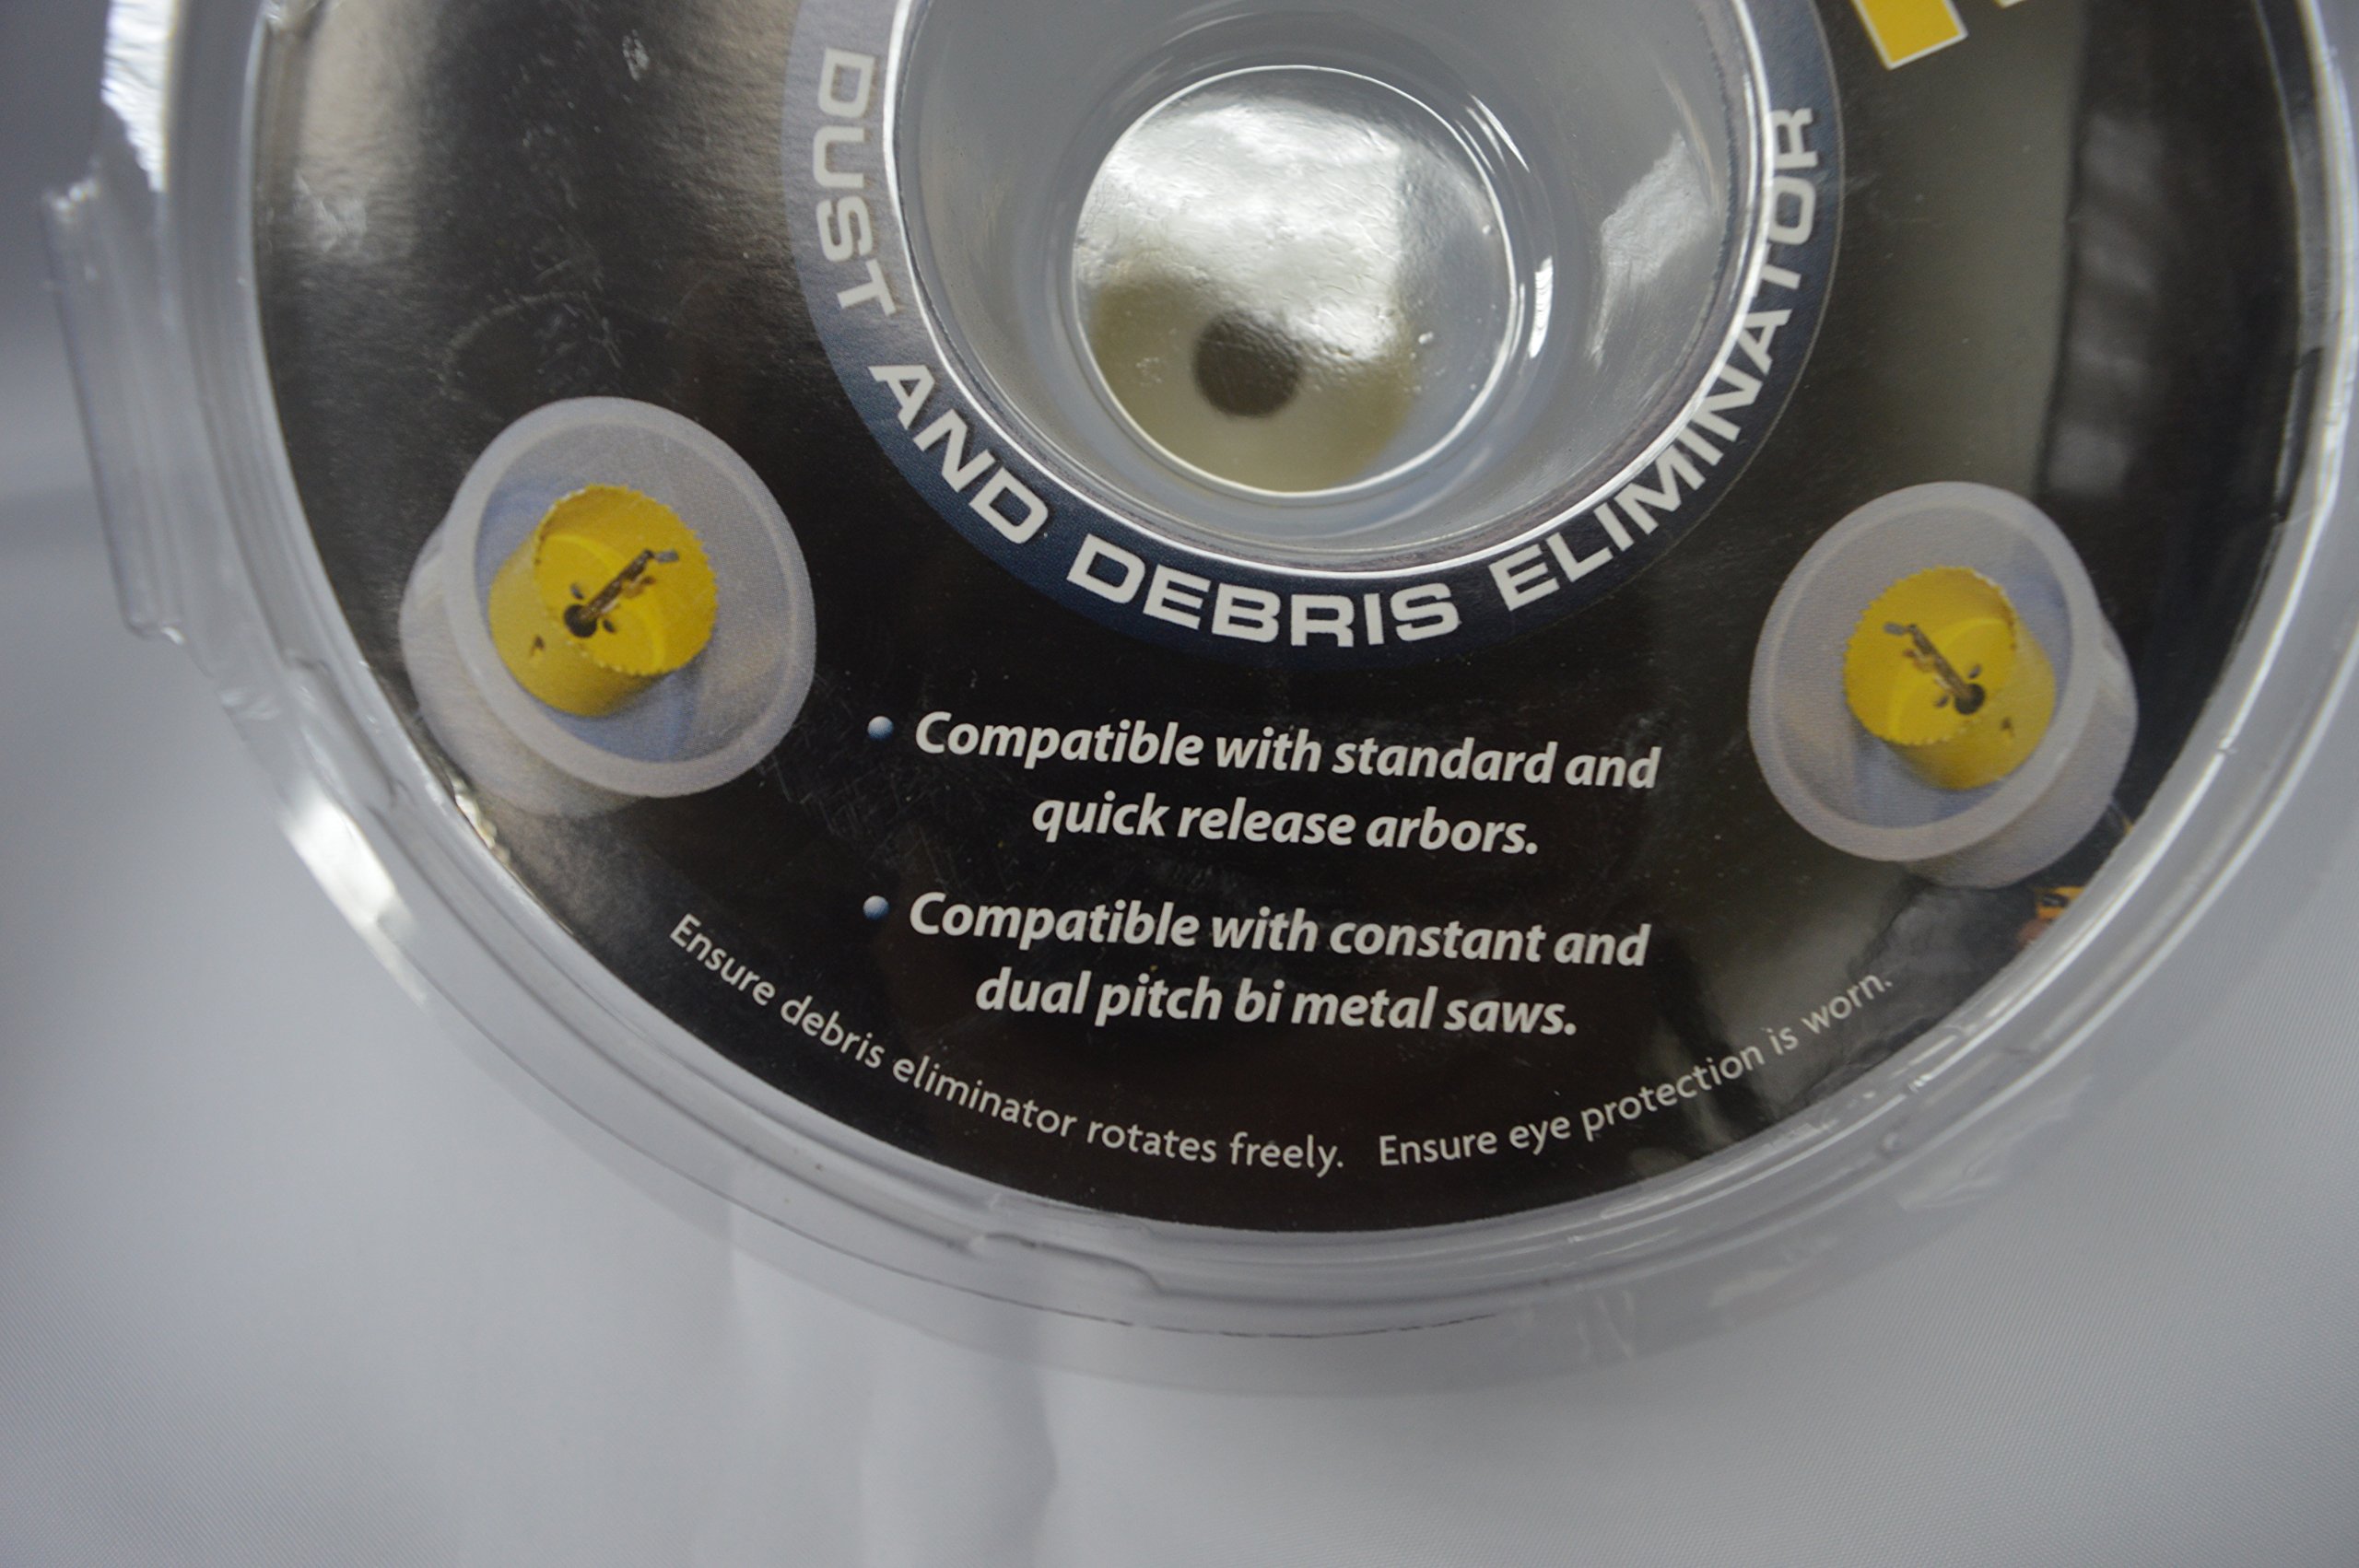 DUST AND DEBRIS ELIMINATOR
• Compatible with standard and
quick release arbors.
• Compatible with constant and
dual pitch bi metal saws.
Ensure debris eliminator rotates freely. Ensure eye protection is worn.